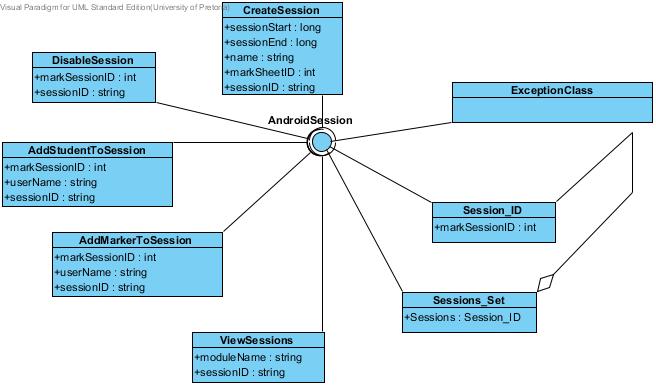 Visual Paradigm for UML Standard Edition(University of Pretoria)
CreateSession
+sessionStart : long
+sessionEnd : long
+name : string
+markSheetID : int
+sessionID : string
DisableSession
+markSessionID : int
+sessionID : string
ExceptionClass
AndroidSession
AddStudentToSession
+markSessionID : int
+userName : string
+sessionID : string
Session_ID
+markSessionID : int
AddMarkerToSession
+markSessionID : int
+userName : string
+sessionID : string
Sessions_Set
+Sessions : Session_ID
ViewSessions
+moduleName : string
+sessionID : string